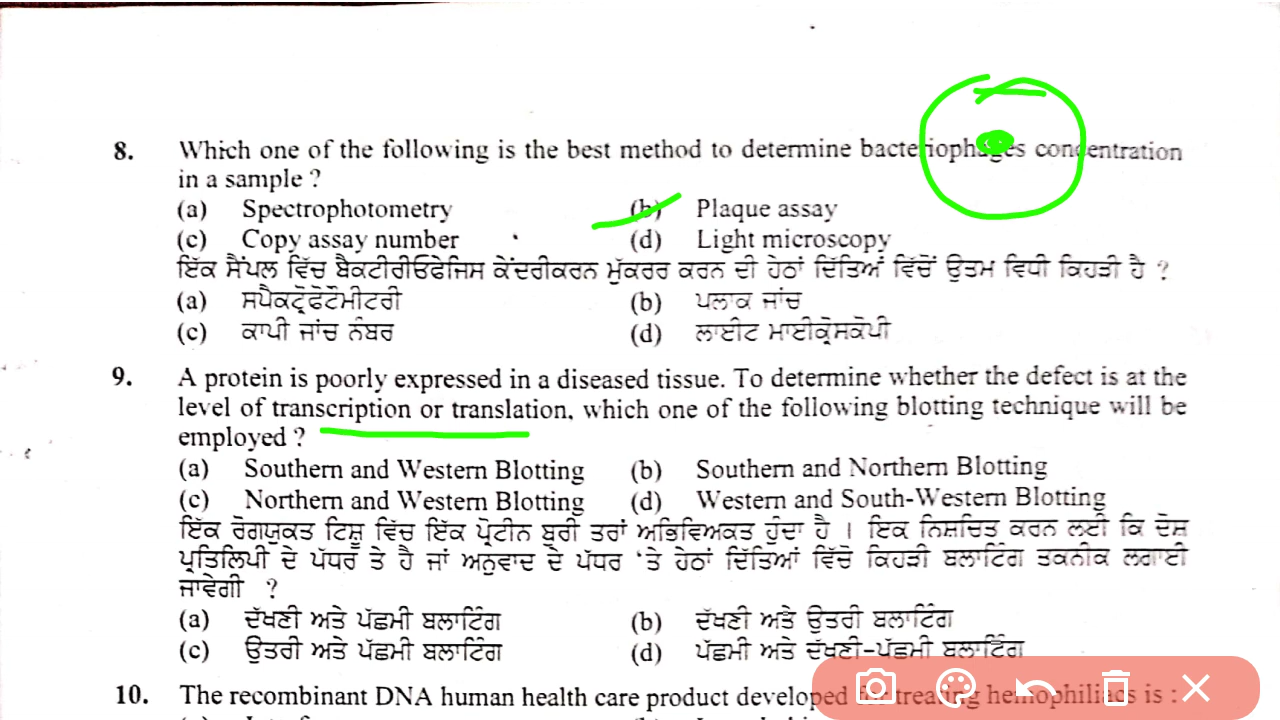 8. Which one of the following is the best method to determine bacteriophages concentration
in a sample ?
(a) Spectrophotometry (b) Plaque assay
(c) Copy assay number (d) Light microscopy
ਇੱਕ ਸੈਂਪਲ ਵਿੱਚ ਬੈਕਟੀਰੀਓਫੇਜਿਸ ਕੇਂਦਰੀਕਰਨ ਮੁੱਕਰਰ ਕਰਨ ਦੀ ਹੇਠਾਂ ਦਿੱਤਿਆਂ ਵਿੱਚੋਂ ਉਤਮ ਵਿਧੀ ਕਿਹੜੀ ਹੈ ?
(a) ਸਪੈਕਟ੍ਰੋਫੋਟੌਮੀਟਰੀ (b) ਪਲਾਕ ਜਾਂਚ
(c) ਕਾਪੀ ਜਾਂਚ ਨੰਬਰ (d) ਲਾਈਟ ਮਾਈਕ੍ਰੋਸਕੋਪੀ
9. A protein is poorly expressed in a diseased tissue. To determine whether the defect is at the
level of transcription or translation, which one of the following blotting technique will be
employed ?
(a) Southern and Western Blotting (b) Southern and Northern Blotting
(c) Northern and Western Blotting (d) Western and South-Western Blotting
ਇੱਕ ਰੋਗਯੁਕਤ ਟਿਸ਼ੂ ਵਿੱਚ ਇੱਕ ਪ੍ਰੋਟੀਨ ਬੁਰੀ ਤਰਾਂ ਅਭਿਵਿਅਕਤ ਹੁੰਦਾ ਹੈ । ਇਕ ਨਿਸ਼ਚਿਤ ਕਰਨ ਲਈ ਕਿ ਦੋਸ਼
ਪ੍ਰਤਿਲਿਪੀ ਦੇ ਪੱਧਰ ਤੇ ਹੈ ਜਾਂ ਅਨੁਵਾਦ ਦੇ ਪੱਧਰ 'ਤੇ ਹੇਠਾਂ ਦਿੱਤਿਆਂ ਵਿੱਚੋ ਕਿਹੜੀ ਬਲਾਟਿੰਗ ਤਕਨੀਕ ਲਗਾਈ
ਜਾਵੇਗੀ ?
(a) ਦੱਖਣੀ ਅਤੇ ਪੱਛਮੀ ਬਲਾਟਿੰਗ (b) ਦੱਖਣੀ ਅਤੇ ਉਤਰੀ ਬਲਾਟਿੰਗ
(c) ਉਤਰੀ ਅਤੇ ਪੱਛਮੀ ਬਲਾਟਿੰਗ (d) ਪੱਛਮੀ ਅਤੇ ਦੱਖਣੀ-ਪੱਛਮੀ ਬਲਾਟਿੰਗ
10. The recombinant DNA human health care product developed for treating hemophiliacs is :